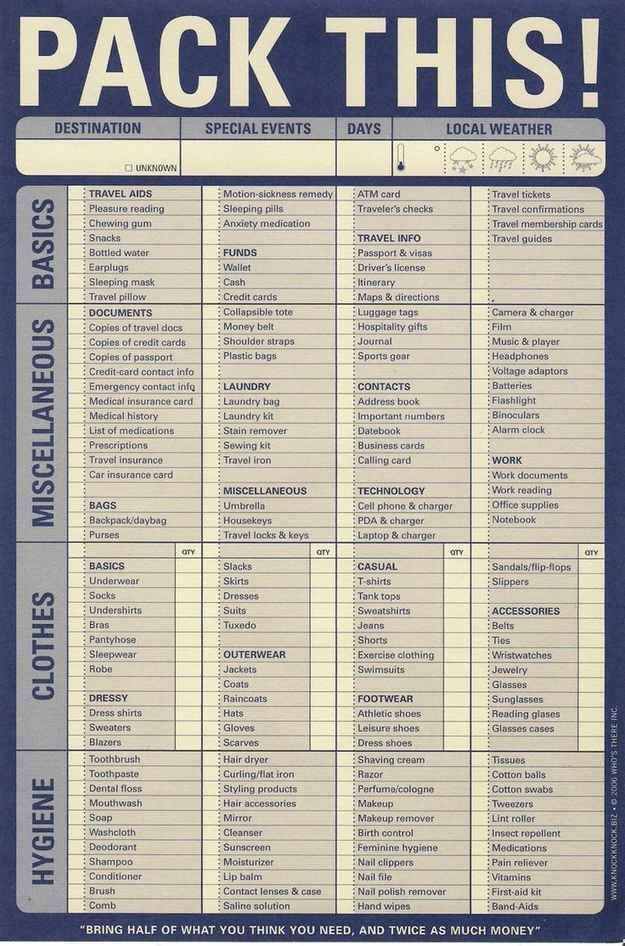 PACK THIS!
DESTINATION
SPECIAL EVENTS
DAYS
LOCAL WEATHER
UNKNOWN
°
BASICS
TRAVEL AIDS
Pleasure reading
Chewing gum
Snacks
Bottled water
Earplugs
Sleeping mask
Travel pillow
Motion-sickness remedy
Sleeping pills
Anxiety medication
FUNDS
Wallet
Cash
Credit cards
ATM card
Traveler's checks
TRAVEL INFO
Passport & visas
Driver's license
Itinerary
Maps & directions
Travel tickets
Travel confirmations
Travel membership cards
Travel guides
MISCELLANEOUS
DOCUMENTS
Copies of travel docs
Copies of credit cards
Copies of passport
Credit-card contact info
Emergency contact info
Medical insurance card
Medical history
List of medications
Prescriptions
Travel insurance
Car insurance card
BAGS
Backpack/daybag
Purses
Collapsible tote
Money belt
Shoulder straps
Plastic bags
LAUNDRY
Laundry bag
Laundry kit
Stain remover
Sewing kit
Travel iron
MISCELLANEOUS
Umbrella
Housekeys
Travel locks & keys
Luggage tags
Hospitality gifts
Journal
Sports gear
CONTACTS
Address book
Important numbers
Datebook
Business cards
Calling card
TECHNOLOGY
Cell phone & charger
PDA & charger
Laptop & charger
Camera & charger
Film
Music & player
Headphones
Voltage adaptors
Batteries
Flashlight
Binoculars
Alarm clock
WORK
Work documents
Work reading
Office supplies
Notebook
CLOTHES
QTY
BASICS
Underwear
Socks
Undershirts
Bras
Pantyhose
Sleepwear
Robe
DRESSY
Dress shirts
Sweaters
Blazers
QTY
Slacks
Skirts
Dresses
Suits
Tuxedo
OUTERWEAR
Jackets
Coats
Raincoats
Hats
Gloves
Scarves
QTY
CASUAL
T-shirts
Tank tops
Sweatshirts
Jeans
Shorts
Exercise clothing
Swimsuits
FOOTWEAR
Athletic shoes
Leisure shoes
Dress shoes
QTY
Sandals/flip-flops
Slippers
ACCESSORIES
Belts
Ties
Wristwatches
Jewelry
Glasses
Sunglasses
Reading glases
Glasses cases
HYGIENE
Toothbrush
Toothpaste
Dental floss
Mouthwash
Soap
Washcloth
Deodorant
Shampoo
Conditioner
Brush
Comb
Hair dryer
Curling/flat iron
Styling products
Hair accessories
Mirror
Cleanser
Sunscreen
Moisturizer
Lip balm
Contact lenses & case
Saline solution
Shaving cream
Razor
Perfume/cologne
Makeup
Makeup remover
Birth control
Feminine hygiene
Nail clippers
Nail file
Nail polish remover
Hand wipes
Tissues
Cotton balls
Cotton swabs
Tweezers
Lint roller
Insect repellent
Medications
Pain reliever
Vitamins
First-aid kit
Band-Aids
"BRING HALF OF WHAT YOU THINK YOU NEED, AND TWICE AS MUCH MONEY"
WWW.KNOCKKNOCK.BIZ • © 2006 WHO'S THERE INC.